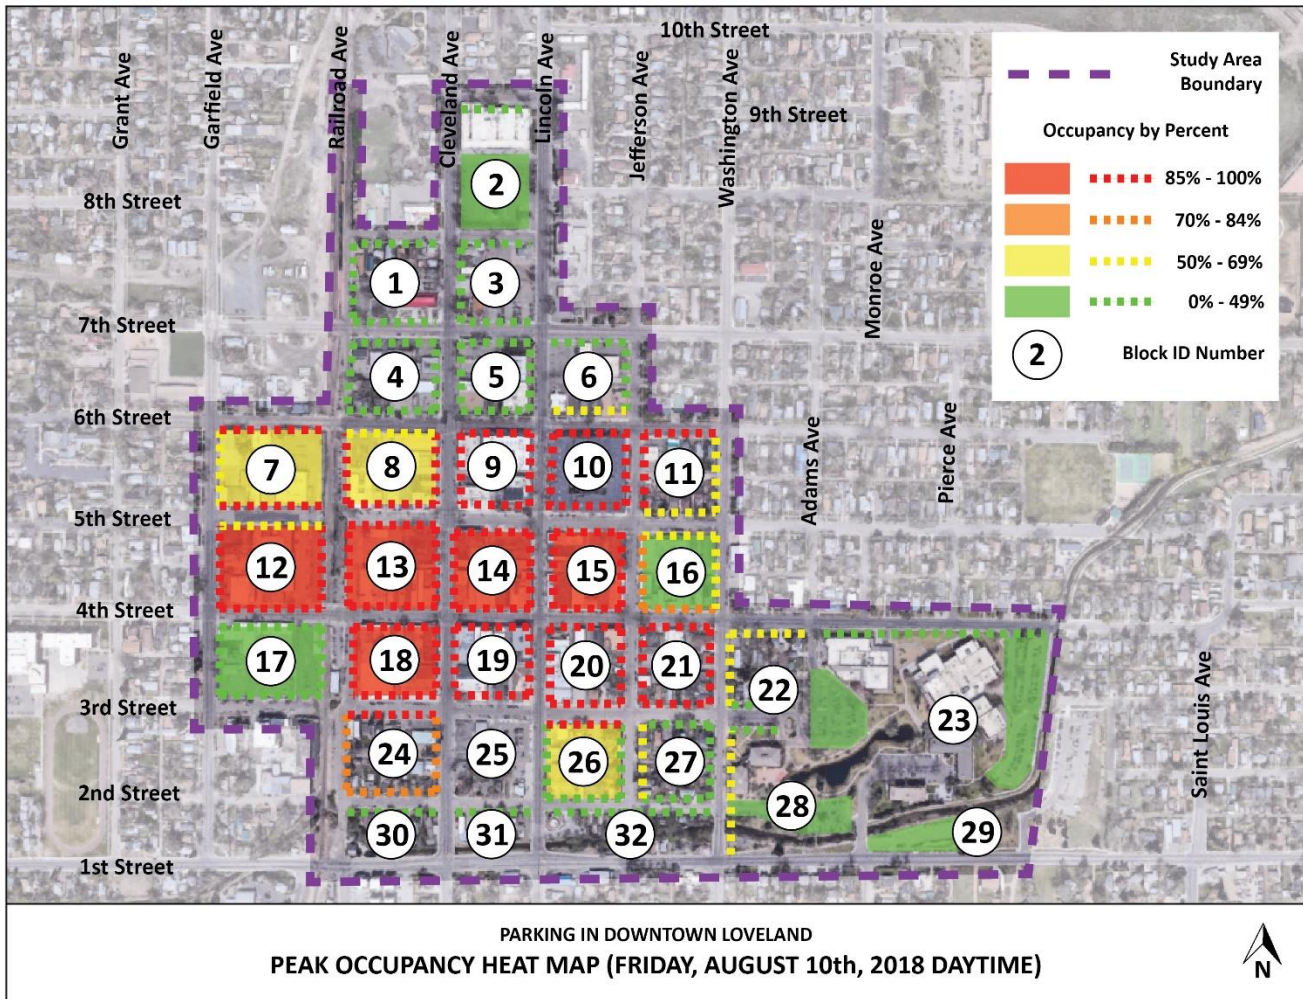 10th Street
Grant Ave
Garfield Ave
Railroad Ave
Cleveland Ave
Lincoln Ave
Jefferson Ave
Washington Ave
9th Street
8th Street
7th Street
6th Street
5th Street
4th Street
3rd Street
2nd Street
1st Street
Monroe Ave
Adams Ave
Pierce Ave
Saint Louis Ave
Study Area
Boundary
Occupancy by Percent
85% - 100%
70% - 84%
50% - 69%
0% - 49%
2 Block ID Number
2
1
3
4
5
6
7
8
9
10
11
12
13
14
15
16
17
18
19
20
21
22
23
24
25
26
27
28
29
30
31
32
PARKING IN DOWNTOWN LOVELAND
PEAK OCCUPANCY HEAT MAP (FRIDAY, AUGUST 10th, 2018 DAYTIME)
N